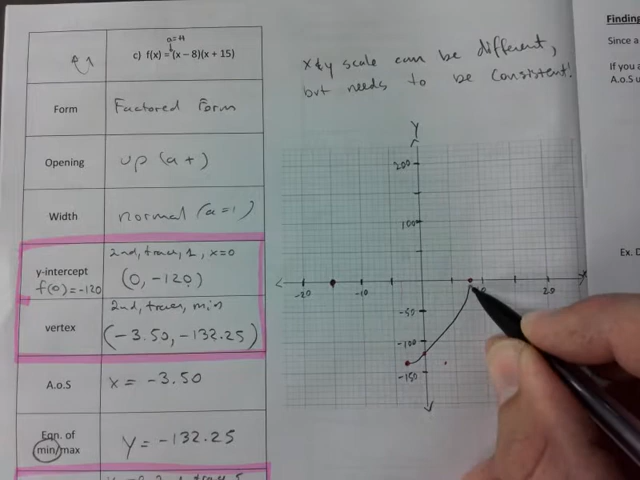 a=+1
c) f(x) = (x – 8)(x + 15)
Form
Factored Form
Opening
up (a+)
Width
normal (a=1)
y-intercept
f(0)=-120
2nd, trace, 1, x=0
(0, -120)
vertex
2nd, trace, min
(-3.50, -132.25)
A.o.S
x = -3.50
Eqn. of
min/max
y = -132.25
x & y scale can be different,
but needs to be consistent!
Y
200
100
-20
-10
20
x
-50
-100
-150
Finding
Since a
If you a
A.o.S u
Ex. D